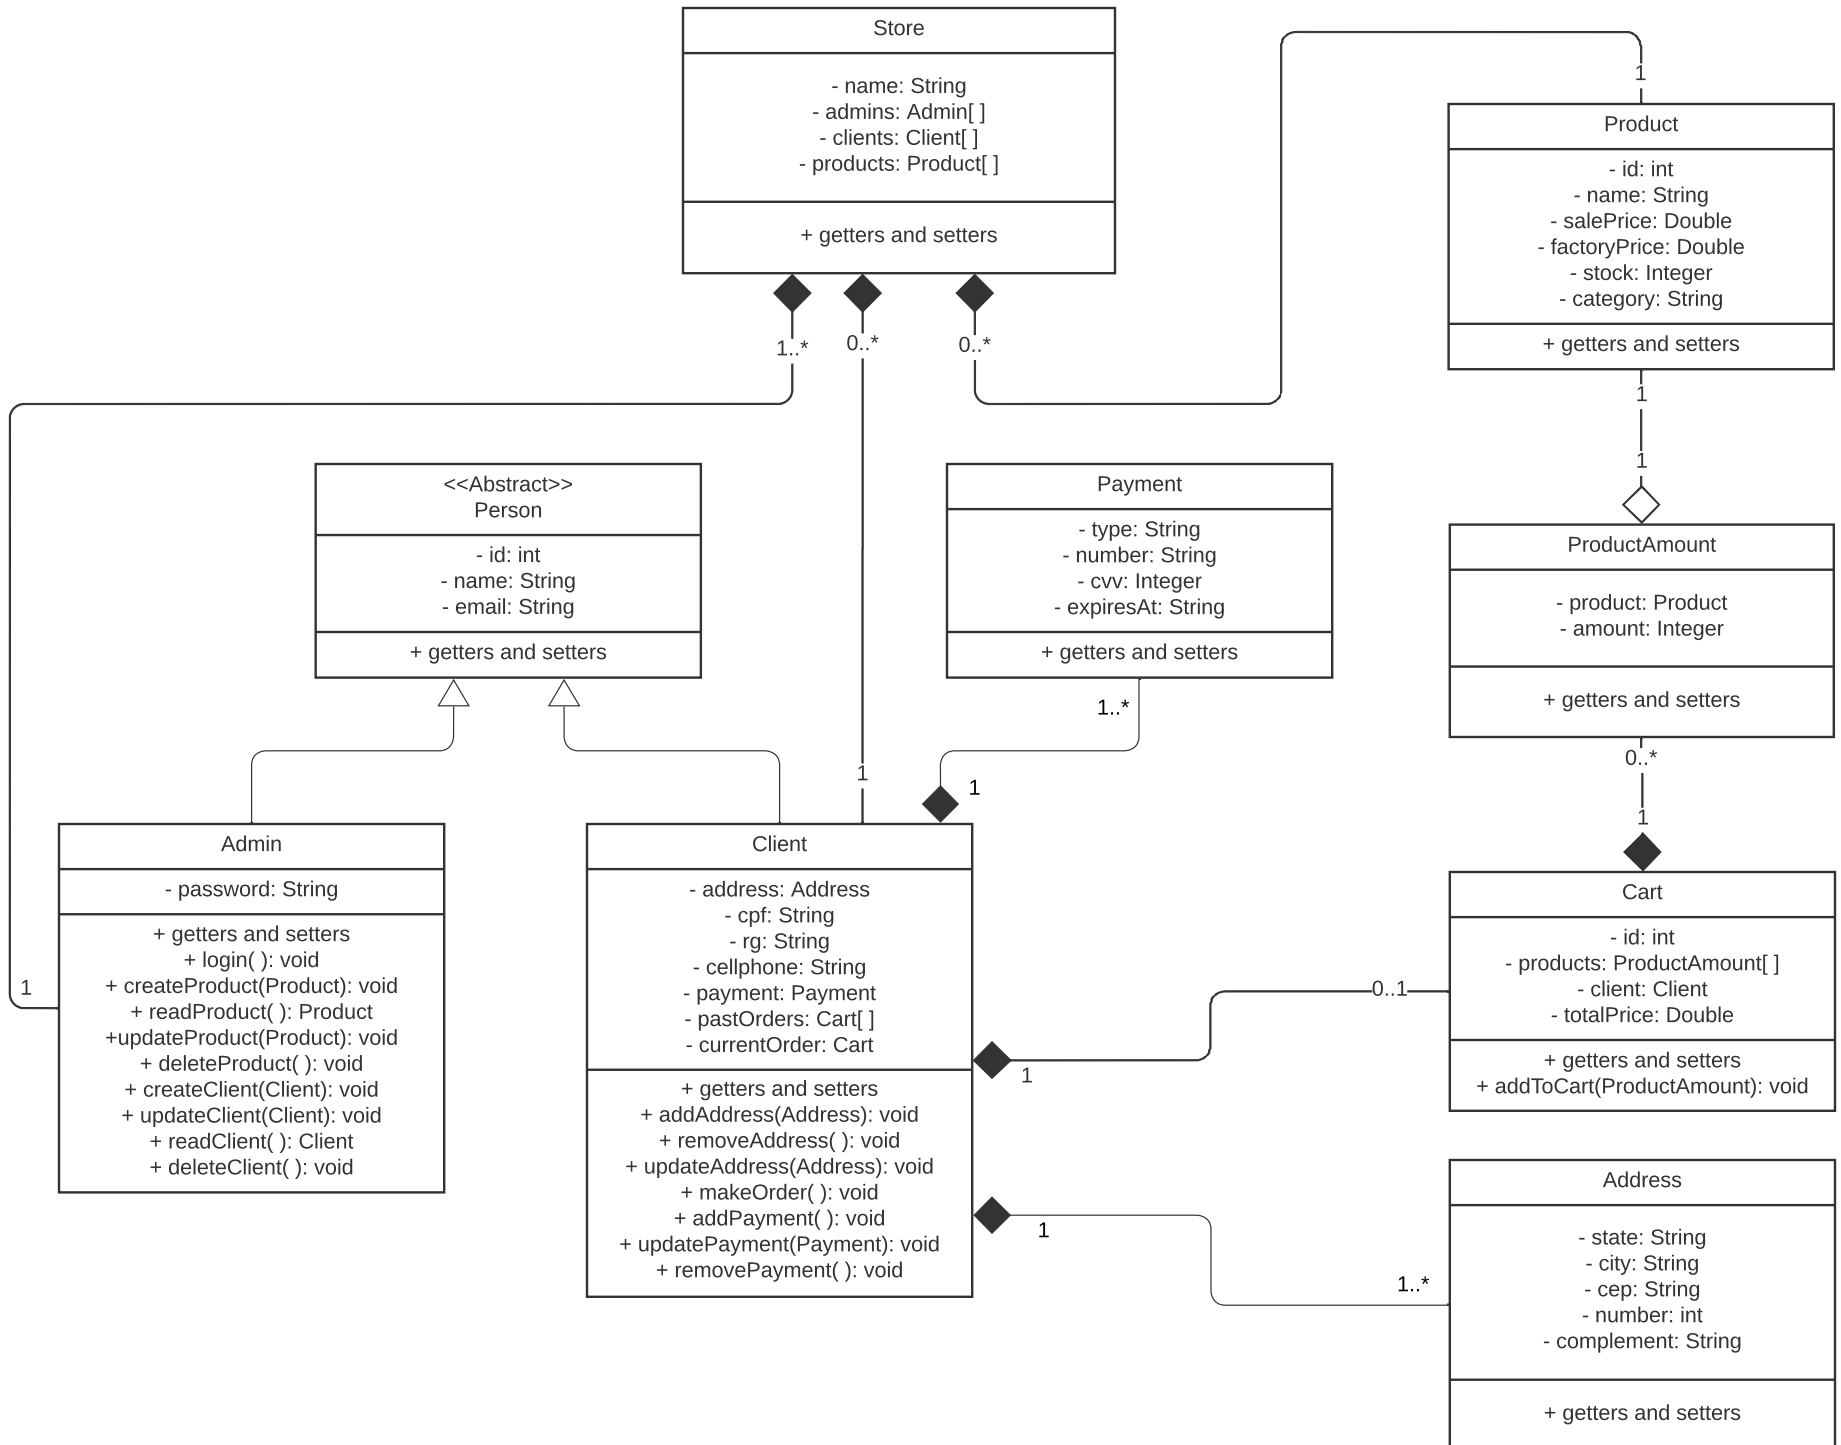 Store
- name: String
- admins: Admin[ ]
- clients: Client[ ]
- products: Product[ ]
+ getters and setters
1..*
0..*
0..*
1
Product
- id: int
- name: String
- salePrice: Double
- factoryPrice: Double
- stock: Integer
- category: String
+ getters and setters
1
1
<<Abstract>>
Person
- id: int
- name: String
- email: String
+ getters and setters
Payment
- type: String
- number: String
- cvv: Integer
- expiresAt: String
+ getters and setters
1..*
1
ProductAmount
- product: Product
- amount: Integer
+ getters and setters
0..*
1
1
1
Admin
- password: String
+ getters and setters
+ login( ): void
+ createProduct(Product): void
+ readProduct( ): Product
+updateProduct(Product): void
+ deleteProduct( ): void
+ createClient(Client): void
+ updateClient(Client): void
+ readClient( ): Client
+ deleteClient( ): void
Client
- address: Address
- cpf: String
- rg: String
- cellphone: String
- payment: Payment
- pastOrders: Cart[ ]
- currentOrder: Cart
+ getters and setters
+ addAddress(Address): void
+ removeAddress( ): void
+ updateAddress(Address): void
+ makeOrder( ): void
+ addPayment( ): void
+ updatePayment(Payment): void
+ removePayment( ): void
1
0..1
Cart
- id: int
- products: ProductAmount[ ]
- client: Client
- totalPrice: Double
+ getters and setters
+ addToCart(ProductAmount): void
1
1..*
Address
- state: String
- city: String
- cep: String
- number: int
- complement: String
+ getters and setters